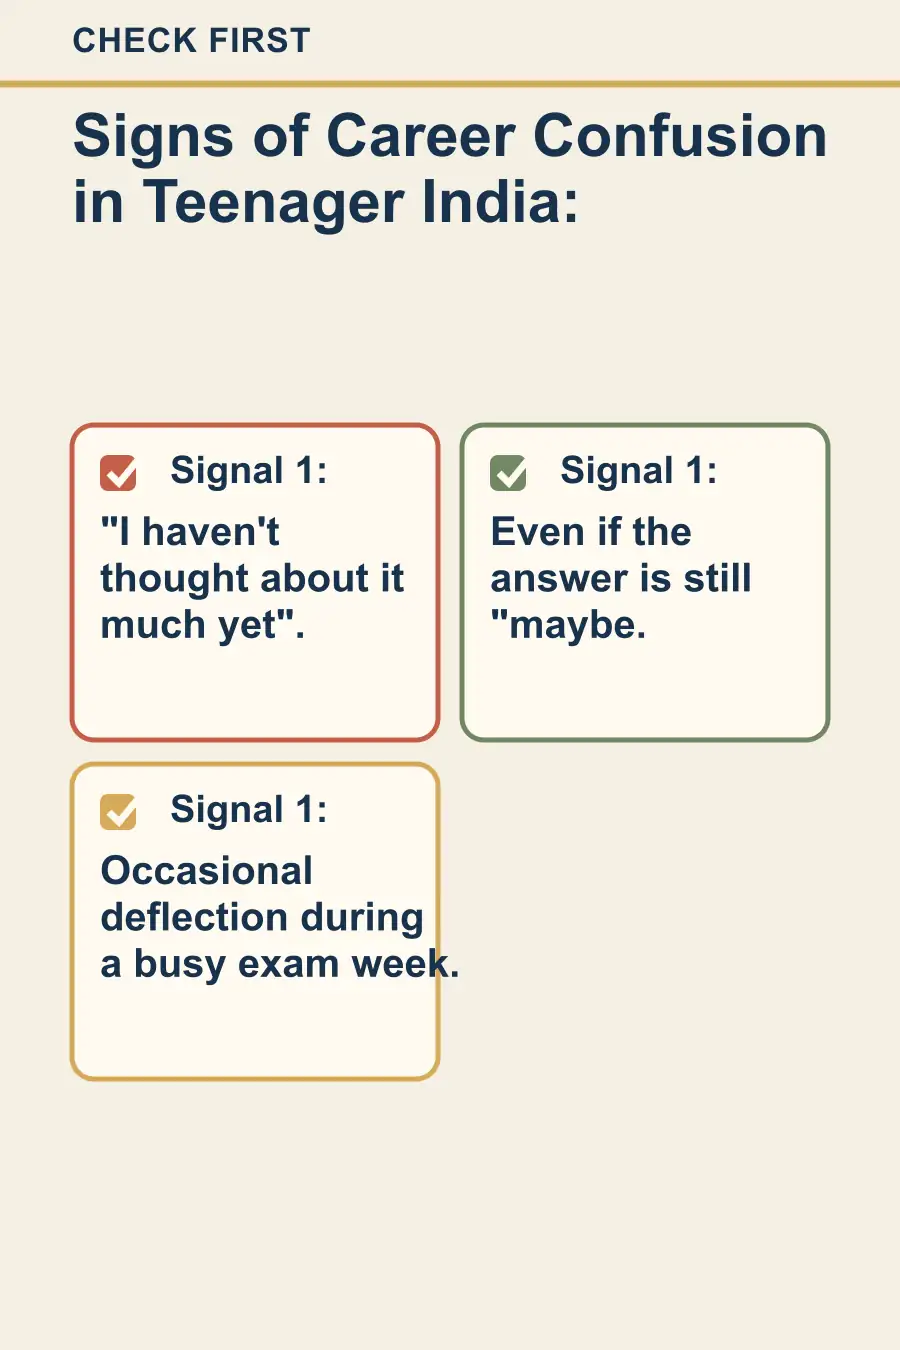 CHECK FIRST
Signs of Career Confusion
in Teenager India:
Signal 1:
"I haven't
thought about it
much yet".
Signal 1:
Even if the
answer is still
"maybe.
Signal 1:
Occasional
deflection during
a busy exam week.